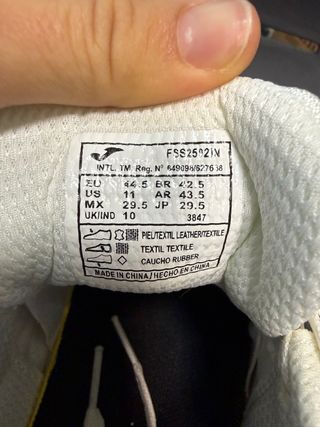 FSS2502IN
INTL. TM. Reg. Nº 649098/627638
EU 44.5 BR 42.5
US 11 AR 43.5
MX 29.5 JP 29.5
UK/IND 10 3847
PIEL/TEXTIL LEATHER/TEXTILE
TEXTIL TEXTILE
CAUCHO RUBBER
MADE IN CHINA/HECHO EN CHINA